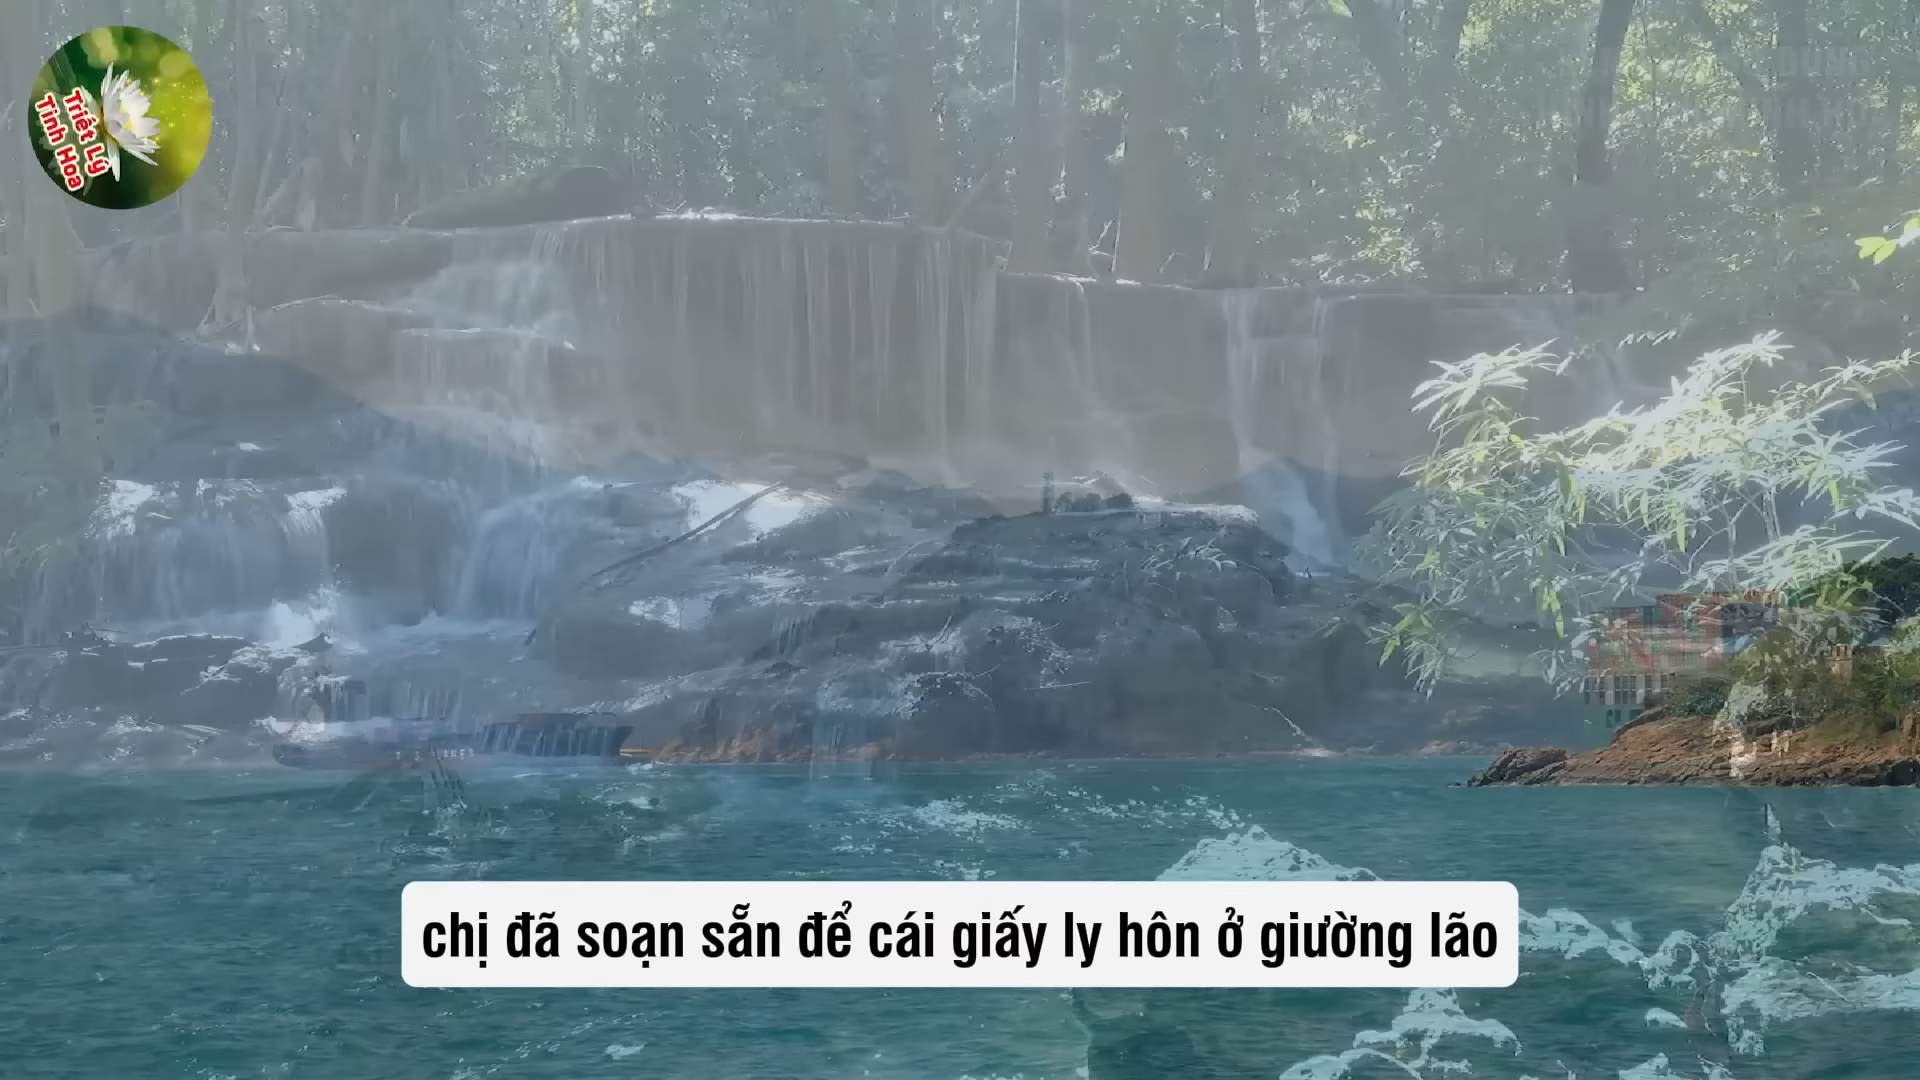 Triết Lý
Tinh Hoa
chị đã soạn sẵn để cái giấy ly hôn ở giường lão